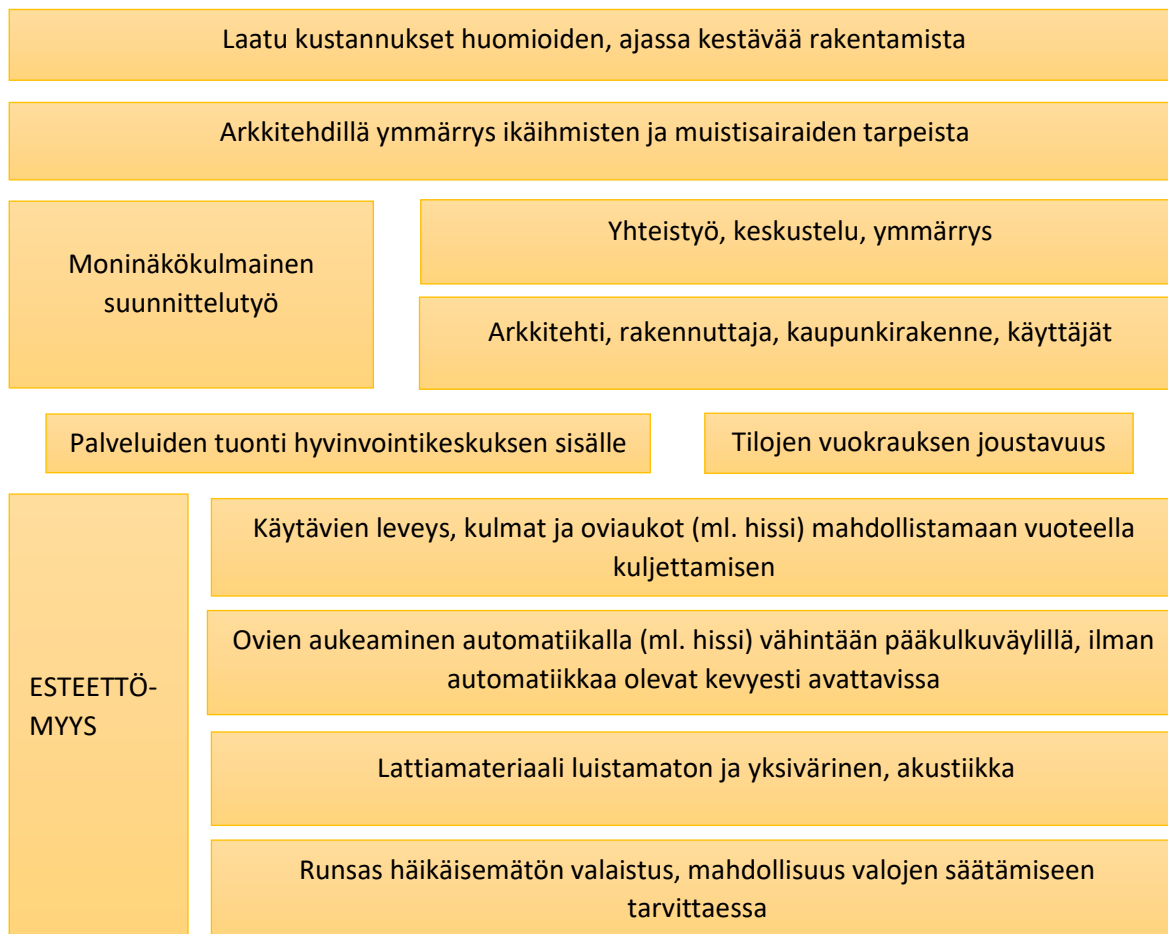 Laatu kustannukset huomioiden, ajassa kestävää rakentamista
Arkkitehdillä ymmärrys ikäihmisten ja muistisairaiden tarpeista
Moninäkökulmainen
suunnittelutyö
Yhteistyö, keskustelu, ymmärrys
Arkkitehti, rakennuttaja, kaupunkirakenne, käyttäjät
Palveluiden tuonti hyvinvointikeskuksen sisälle
Tilojen vuokrauksen joustavuus
ESTEETTÖ-
MYYS
Käytävien leveys, kulmat ja oviaukot (ml. hissi) mahdollistamaan vuoteella
kuljettamisen
Ovien aukeaminen automatiikalla (ml. hissi) vähintään pääkulkuväylillä, ilman
automatiikkaa olevat kevyesti avattavissa
Lattiamateriaali luistamaton ja yksivärinen, akustiikka
Runsas häikäisemätön valaistus, mahdollisuus valojen säätämiseen
tarvittaessa